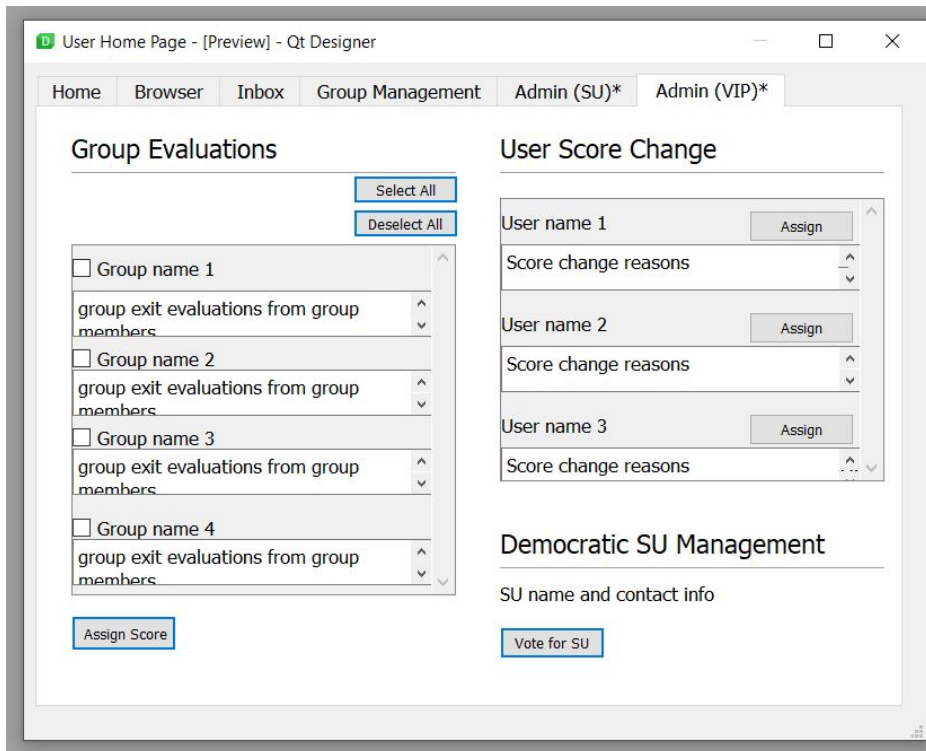 User Home Page - [Preview] - Qt Designer
Home Browser Inbox Group Management Admin (SU)* Admin (VIP)*
Group Evaluations
Select All
Deselect All
Group name 1
group exit evaluations from group
members
Group name 2
group exit evaluations from group
members
Group name 3
group exit evaluations from group
members
Group name 4
group exit evaluations from group
members
Assign Score
User Score Change
User name 1 Assign
Score change reasons
User name 2 Assign
Score change reasons
User name 3 Assign
Score change reasons
Democratic SU Management
SU name and contact info
Vote for SU